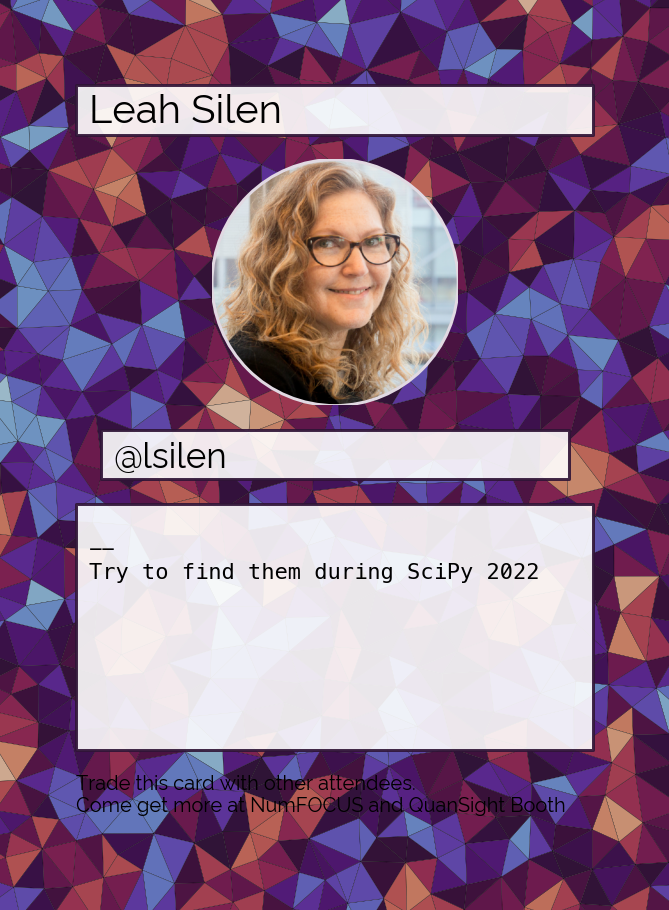 Leah Silen
@lsilen
__
Try to find them during SciPy 2022
Trade this card with other attendees.
Come get more at NumFOCUS and QuanSight Booth